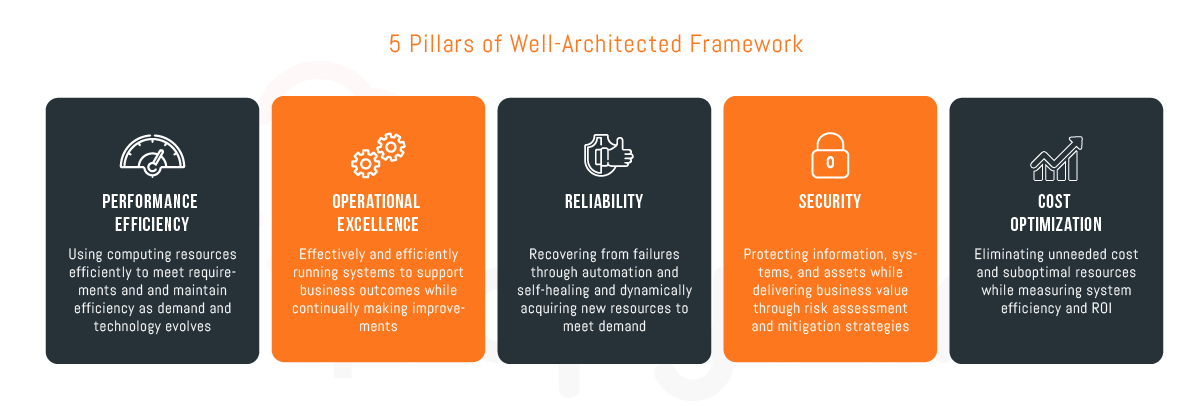 5 Pillars of Well-Architected Framework
PERFORMANCE
EFFICIENCY
Using computing resources
efficiently to meet require-
ments and and maintain
efficiency as demand and
technology evolves
OPERATIONAL
EXCELLENCE
Effectively and efficiently
running systems to support
business outcomes while
continually making improve-
ments
RELIABILITY
Recovering from failures
through automation and
self-healing and dynamically
acquiring new resources to
meet demand
SECURITY
Protecting information, sys-
tems, and assets while
delivering business value
through risk assessment
and mitigation strategies
COST
OPTIMIZATION
Eliminating unneeded cost
and suboptimal resources
while measuring system
efficiency and ROI